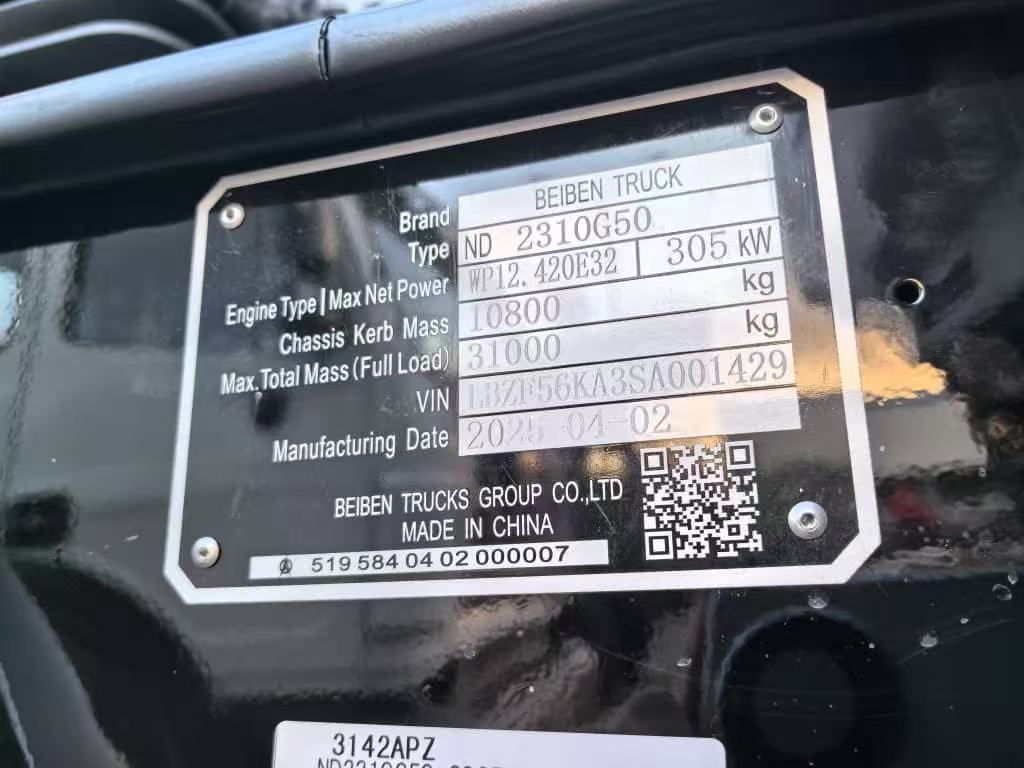 Brand BEIBEN TRUCK
Type ND 2310G50
Engine Type | Max Net Power WP12.420E32 305 kW
Chassis Kerb Mass 10800 kg
Max.Total Mass (Full Load) 31000 kg
VIN LBZF56KA3SA001429
Manufacturing Date 2025-04-02
BEIBEN TRUCKS GROUP CO.,LTD
MADE IN CHINA
519 584 04 02 000007
3142APZ